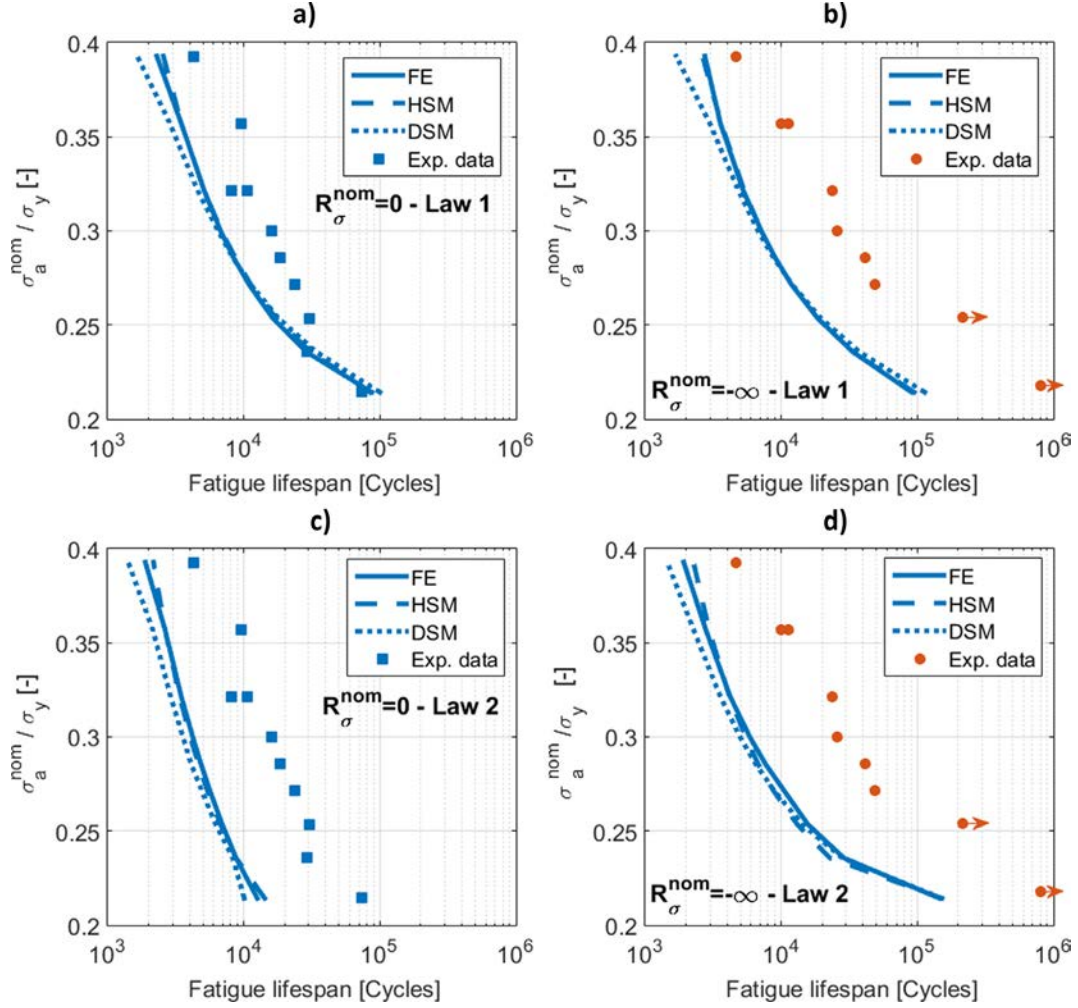 a)
0.4
0.35
0.3
0.25
0.2
σ_a^nom / σ_y [-]
FE
HSM
DSM
Exp. data
R_σ^nom=0 - Law 1
10^3
10^4
10^5
10^6
Fatigue lifespan [Cycles]
b)
0.4
0.35
0.3
0.25
0.2
σ_a^nom / σ_y [-]
FE
HSM
DSM
Exp. data
R_σ^nom=-∞ - Law 1
10^3
10^4
10^5
10^6
Fatigue lifespan [Cycles]
c)
0.4
0.35
0.3
0.25
0.2
σ_a^nom / σ_y [-]
FE
HSM
DSM
Exp. data
R_σ^nom=0 - Law 2
10^3
10^4
10^5
10^6
Fatigue lifespan [Cycles]
d)
0.4
0.35
0.3
0.25
0.2
σ_a^nom /σ_y [-]
FE
HSM
DSM
Exp. data
R_σ^nom=-∞ - Law 2
10^3
10^4
10^5
10^6
Fatigue lifespan [Cycles]